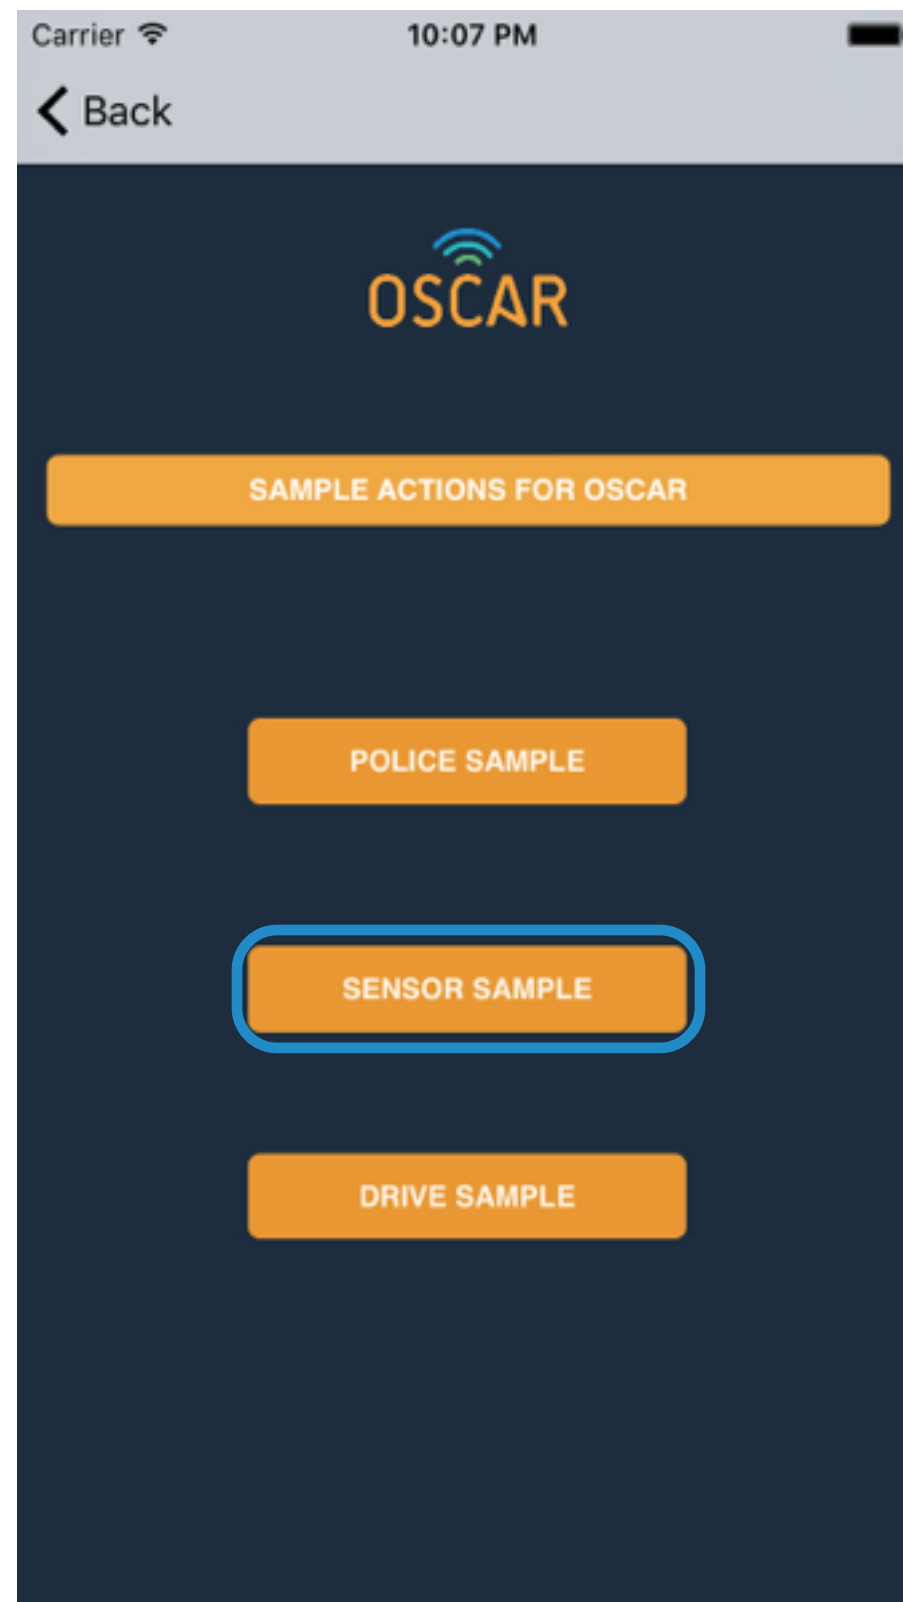 Carrier 10:07 PM
Back
OSCAR
SAMPLE ACTIONS FOR OSCAR
POLICE SAMPLE
SENSOR SAMPLE
DRIVE SAMPLE